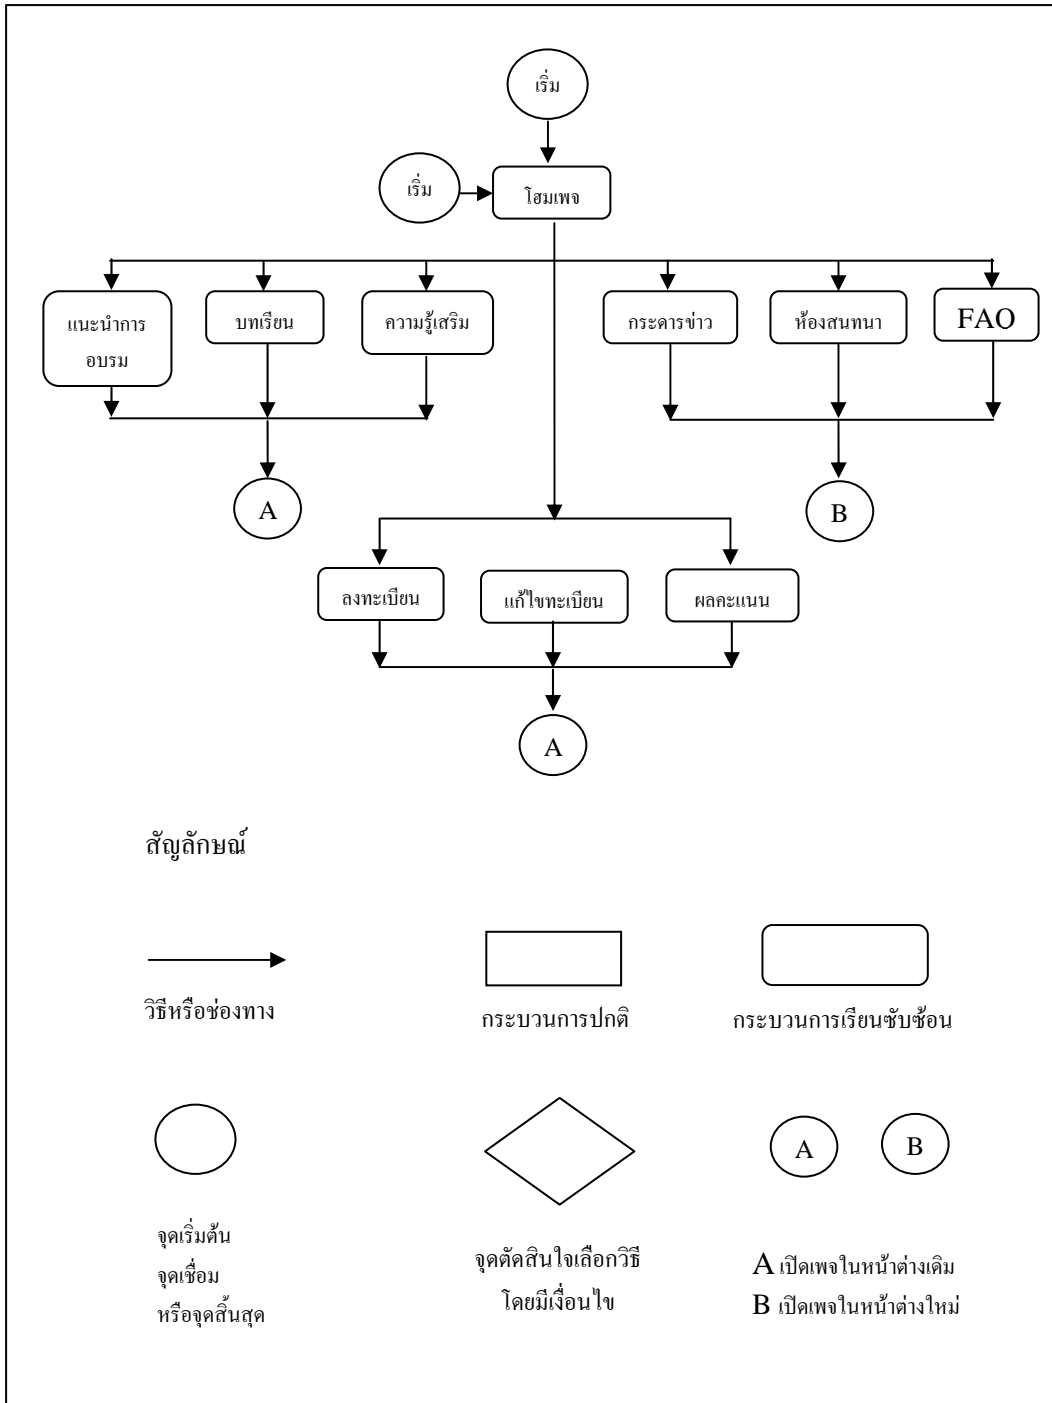 เริ่ม
เริ่ม
โฮมเพจ
แนะนำการ
อบรม
บทเรียน
ความรู้เสริม
กระดารข่าว
ห้องสนทนา
FAO
A
B
ลงทะเบียน
แก้ไขทะเบียน
ผลคะแนน
A
สัญลักษณ์
วิธีหรือช่องทาง
กระบวนการปกติ
กระบวนการเรียนซับซ้อน
A
B
จุดเริ่มต้น
จุดเชื่อม
หรือจุดสิ้นสุด
จุดตัดสินใจเลือกวิธี
โดยมีเงื่อนไข
A เปิดเพจในหน้าต่างเดิม
B เปิดเพจในหน้าต่างใหม่